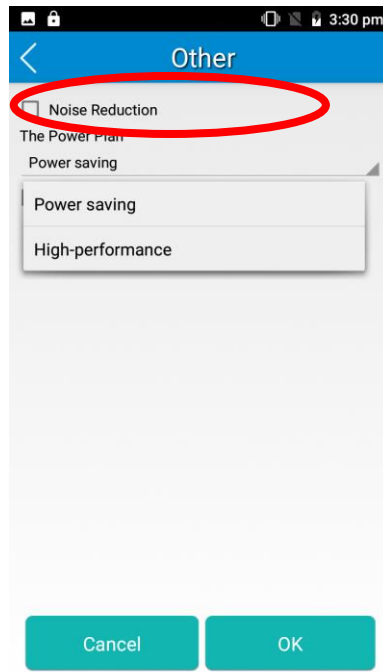 3:30 pm
Other
Noise Reduction
The Power Plan
Power saving
Power saving
High-performance
Cancel
OK